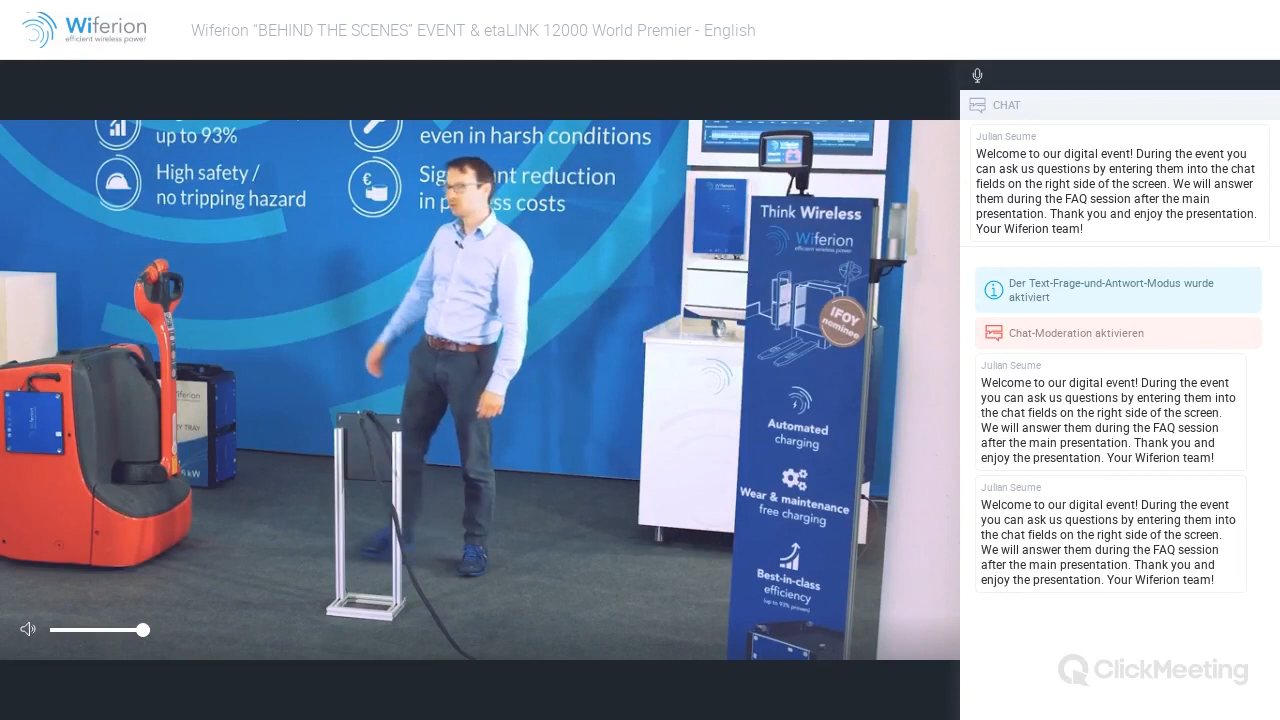 Wiferion
efficient wireless power
Wiferion "BEHIND THE SCENES" EVENT & etaLINK 12000 World Premier - English
up to 93%
High safety /
no tripping hazard
even in harsh conditions
€
in
costs
reduction
Wiferion
Think Wireless
Wiferion
efficient wireless power
IFOY
nominee
Automated
charging
Wear & maintenance
free charging
Best-in-class
efficiency
(up to 93% proven)
Wiferion
Wiferion
TRAY
kW
CHAT
Julian Seume
Welcome to our digital event! During the event you
can ask us questions by entering them into the chat
fields on the right side of the screen. We will answer
them during the FAQ session after the main
presentation. Thank you and enjoy the presentation.
Your Wiferion team!
Der Text-Frage-und-Antwort-Modus wurde
aktiviert
Chat-Moderation aktivieren
Julian Seume
Welcome to our digital event! During the event
you can ask us questions by entering them into
the chat fields on the right side of the screen.
We will answer them during the FAQ session
after the main presentation. Thank you and
enjoy the presentation. Your Wiferion team!
Julian Seume
Welcome to our digital event! During the event
you can ask us questions by entering them into
the chat fields on the right side of the screen.
We will answer them during the FAQ session
after the main presentation. Thank you and
enjoy the presentation. Your Wiferion team!
ClickMeeting